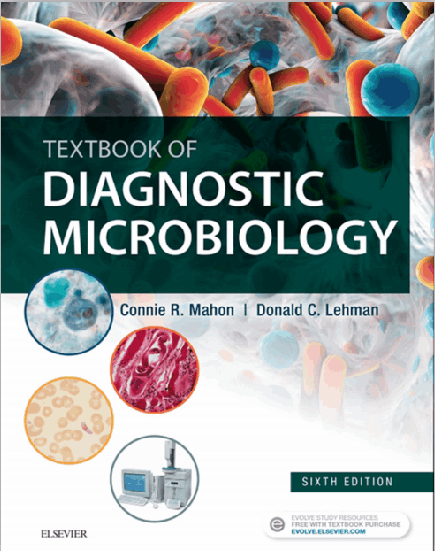 TEXTBOOK OF
DIAGNOSTIC
MICROBIOLOGY
Connie R. Mahon | Donald C. Lehman
SIXTH EDITION
EVOLVE STUDY RESOURCES
FREE WITH TEXTBOOK PURCHASE
EVOLVE.ELSEVIER.COM
ELSEVIER